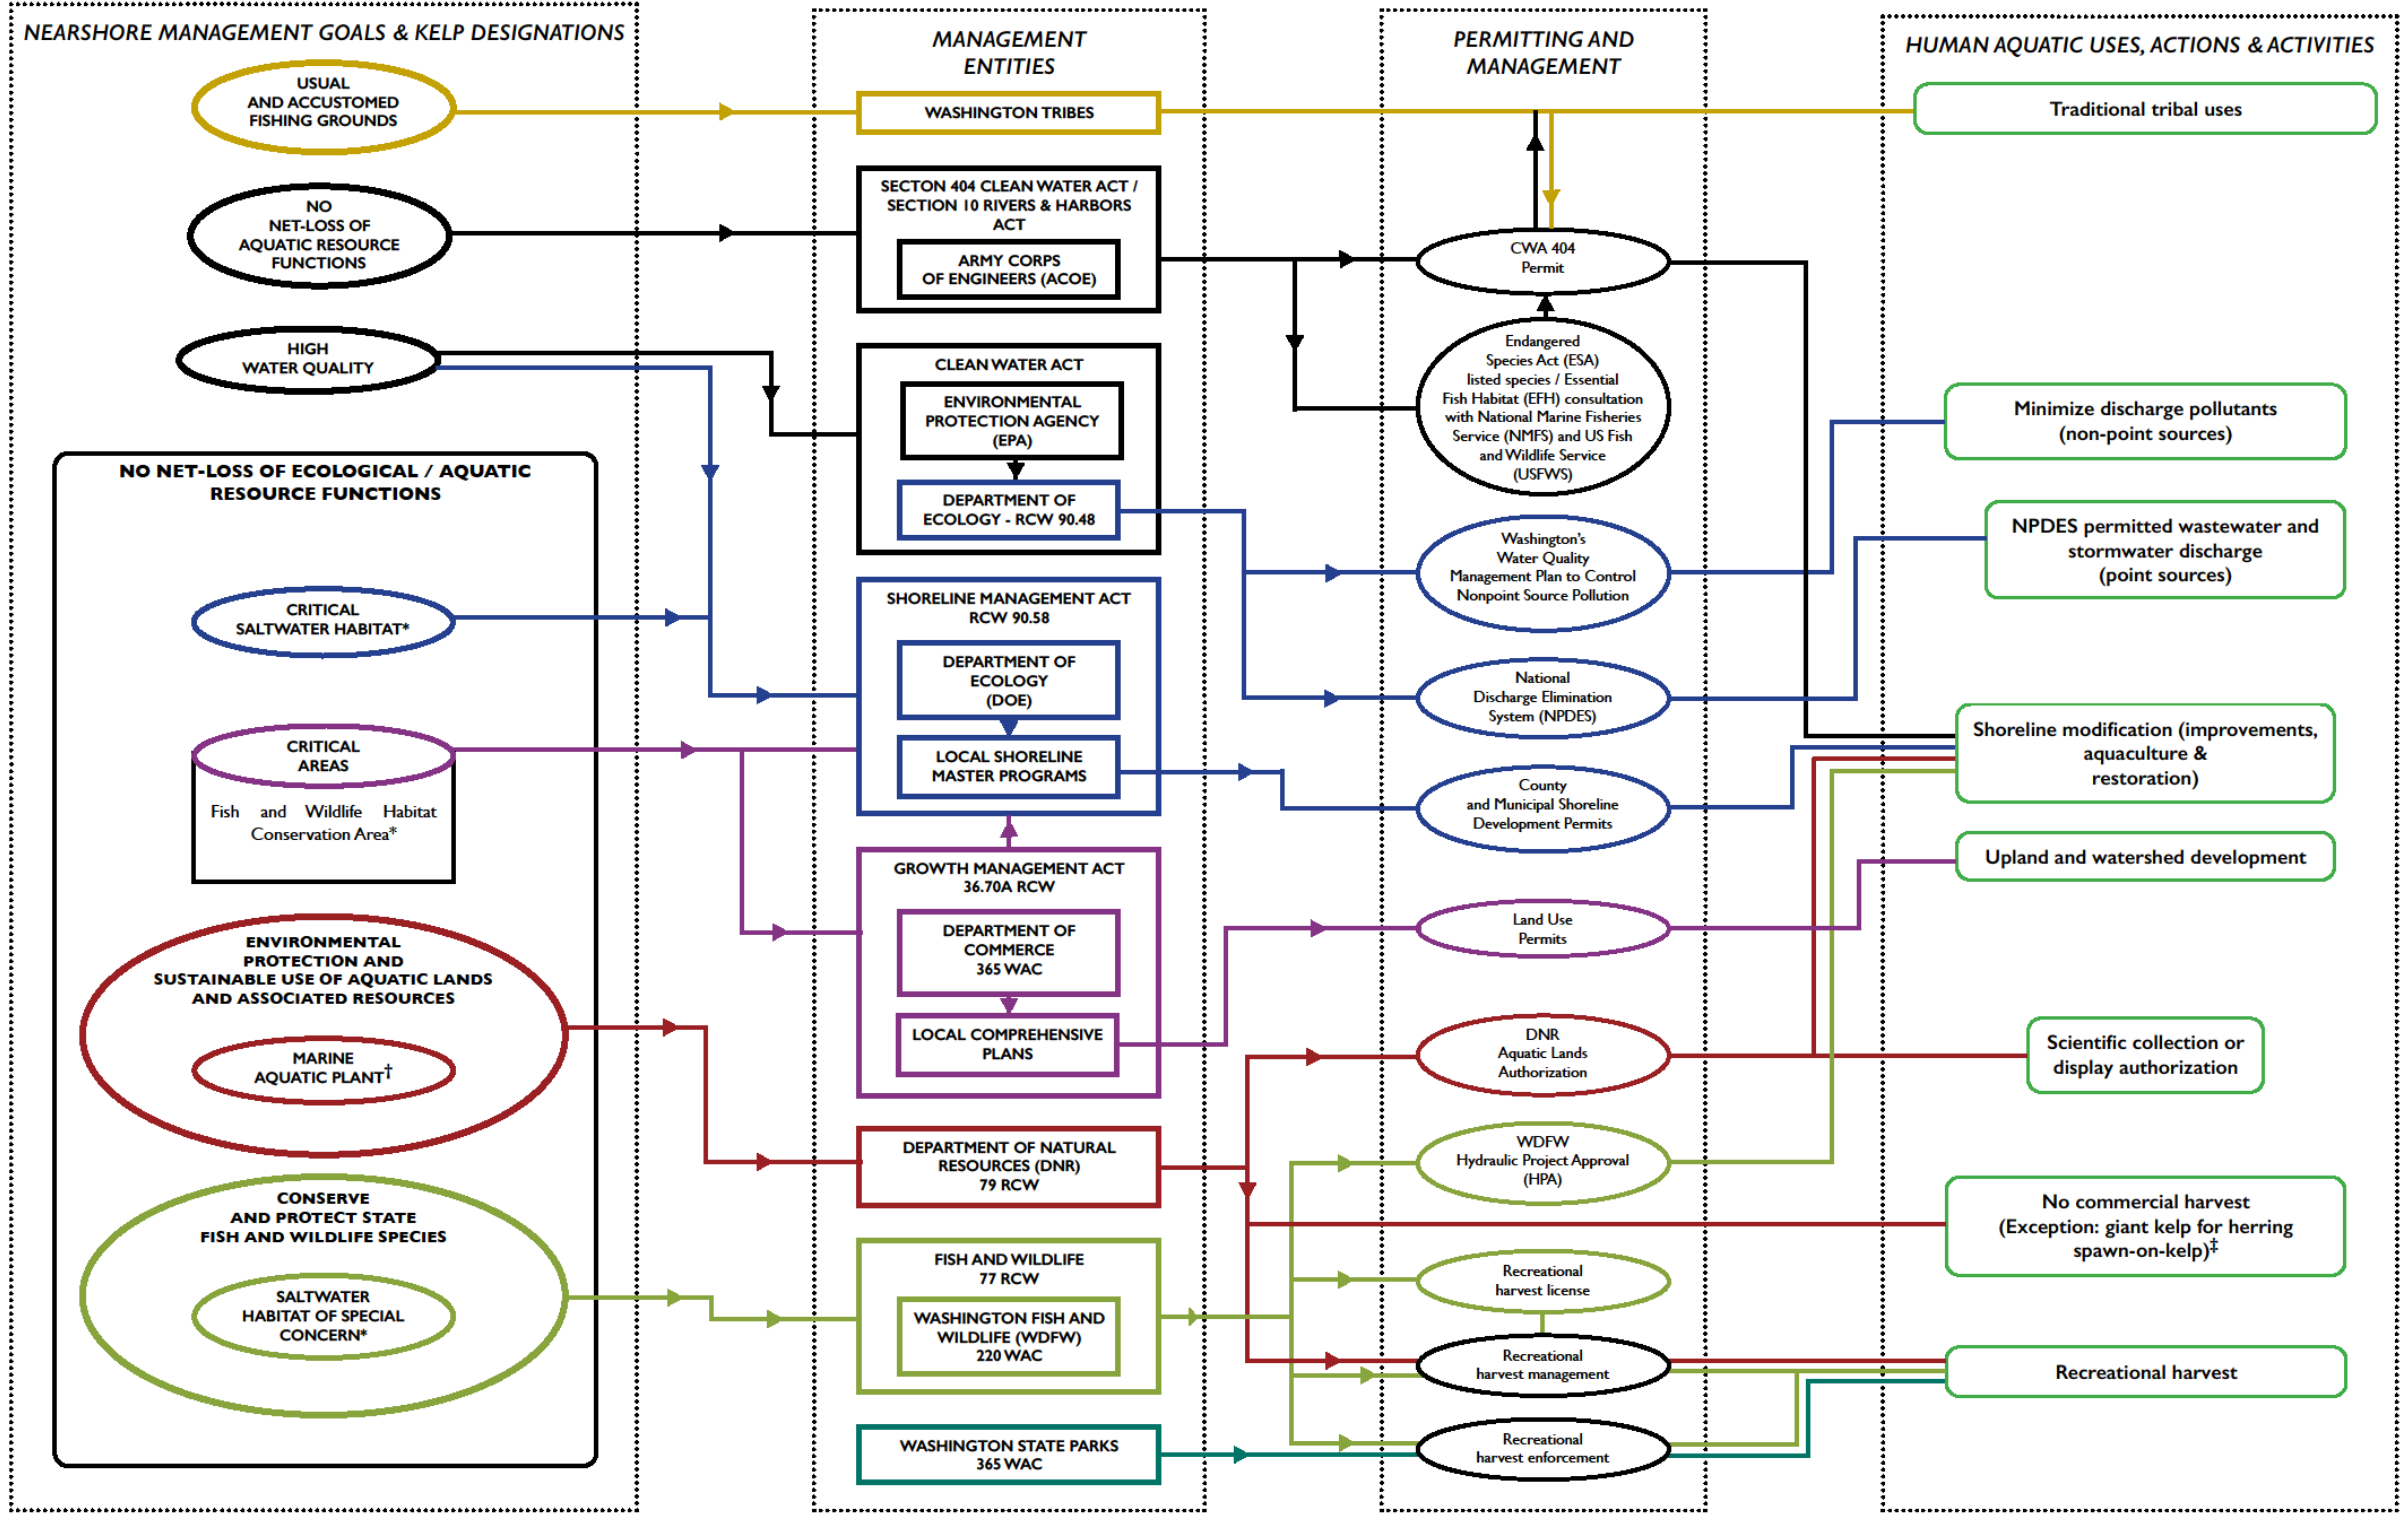 NEARSHORE MANAGEMENT GOALS & KELP DESIGNATIONS
USUAL
AND ACCUSTOMED
FISHING GROUNDS
NO
NET-LOSS OF
AQUATIC RESOURCE
FUNCTIONS
HIGH
WATER QUALITY
NO NET-LOSS OF ECOLOGICAL / AQUATIC
RESOURCE FUNCTIONS
CRITICAL
SALTWATER HABITAT*
CRITICAL
AREAS
Fish and Wildlife Habitat
Conservation Area*
ENVIRONMENTAL
PROTECTION AND
SUSTAINABLE USE OF AQUATIC LANDS
AND ASSOCIATED RESOURCES
MARINE
AQUATIC PLANT†
CONSERVE
AND PROTECT STATE
FISH AND WILDLIFE SPECIES
SALTWATER
HABITAT OF SPECIAL
CONCERN*
MANAGEMENT
ENTITIES
WASHINGTON TRIBES
SECTON 404 CLEAN WATER ACT /
SECTION 10 RIVERS & HARBORS
ACT
ARMY CORPS
OF ENGINEERS (ACOE)
CLEAN WATER ACT
ENVIRONMENTAL
PROTECTION AGENCY
(EPA)
DEPARTMENT OF
ECOLOGY - RCW 90.48
SHORELINE MANAGEMENT ACT
RCW 90.58
DEPARTMENT OF
ECOLOGY
(DOE)
LOCAL SHORELINE
MASTER PROGRAMS
GROWTH MANAGEMENT ACT
36.70A RCW
DEPARTMENT OF
COMMERCE
365 WAC
LOCAL COMPREHENSIVE
PLANS
DEPARTMENT OF NATURAL
RESOURCES (DNR)
79 RCW
FISH AND WILDLIFE
77 RCW
WASHINGTON FISH AND
WILDLIFE (WDFW)
220 WAC
WASHINGTON STATE PARKS
365 WAC
PERMITTING AND
MANAGEMENT
CWA 404
Permit
Endangered
Species Act (ESA)
listed species / Essential
Fish Habitat (EFH) consultation
with National Marine Fisheries
Service (NMFS) and US Fish
and Wildlife Service
(USFWS)
Washington's
Water Quality
Management Plan to Control
Nonpoint Source Pollution
National
Discharge Elimination
System (NPDES)
County
and Municipal Shoreline
Development Permits
Land Use
Permits
DNR
Aquatic Lands
Authorization
WDFW
Hydraulic Project Approval
(HPA)
Recreational
harvest license
Recreational
harvest management
Recreational
harvest enforcement
HUMAN AQUATIC USES, ACTIONS & ACTIVITIES
Traditional tribal uses
Minimize discharge pollutants
(non-point sources)
NPDES permitted wastewater and
stormwater discharge
(point sources)
Shoreline modification (improvements,
aquaculture &
restoration)
Upland and watershed development
Scientific collection or
display authorization
No commercial harvest
(Exception: giant kelp for herring
spawn-on-kelp)‡
Recreational harvest